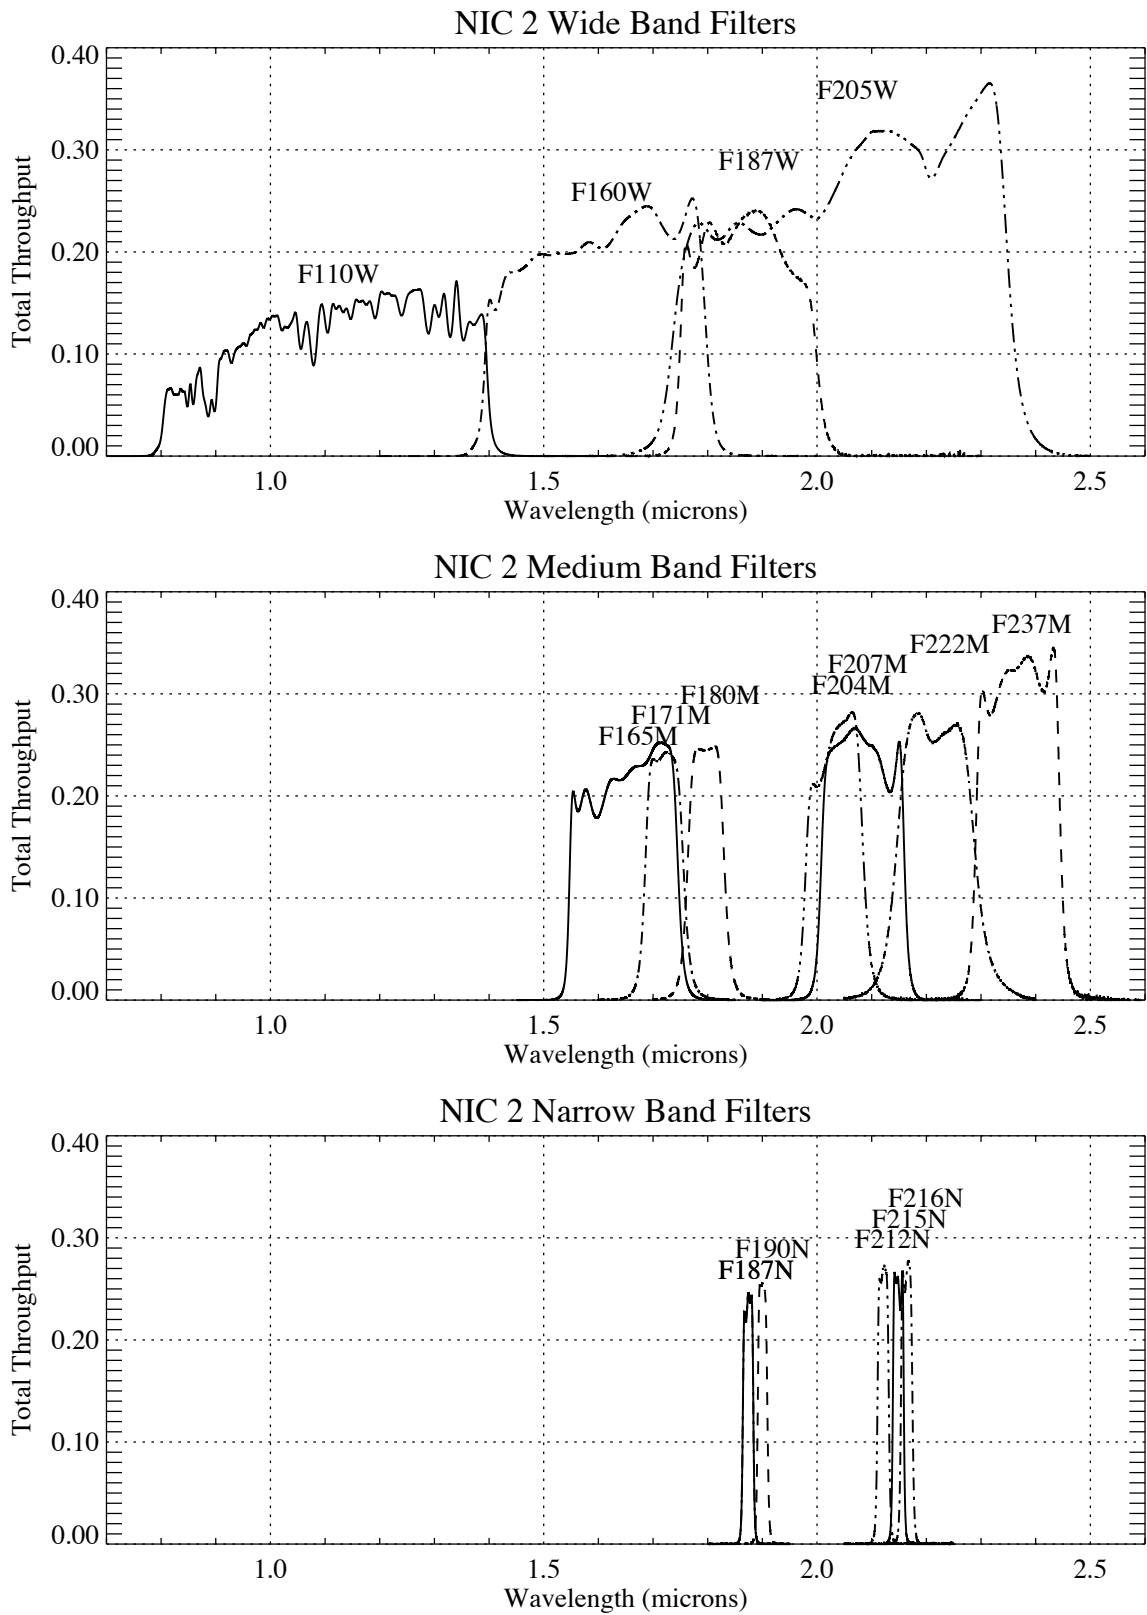 NIC 2 Wide Band Filters
0.40
F205W
0.30
F187W
F160W
0.20
F110W
0.10
0.00
Total Throughput
1.0 1.5 2.0 2.5
Wavelength (microns)
NIC 2 Medium Band Filters
0.40
F237M
F222M
F207M
F204M
0.30
F180M
F171M
F165M
0.20
0.10
0.00
Total Throughput
1.0 1.5 2.0 2.5
Wavelength (microns)
NIC 2 Narrow Band Filters
0.40
F216N
F215N
F212N
0.30
F190N
F187N
0.20
0.10
0.00
Total Throughput
1.0 1.5 2.0 2.5
Wavelength (microns)